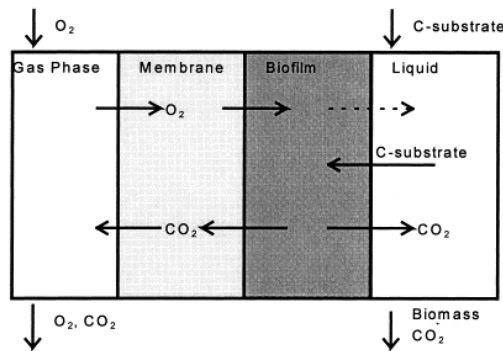 O₂
C-substrate
Gas Phase Membrane Biofilm Liquid
O₂
C-substrate
CO₂ CO₂
O₂, CO₂
Biomass
CO₂